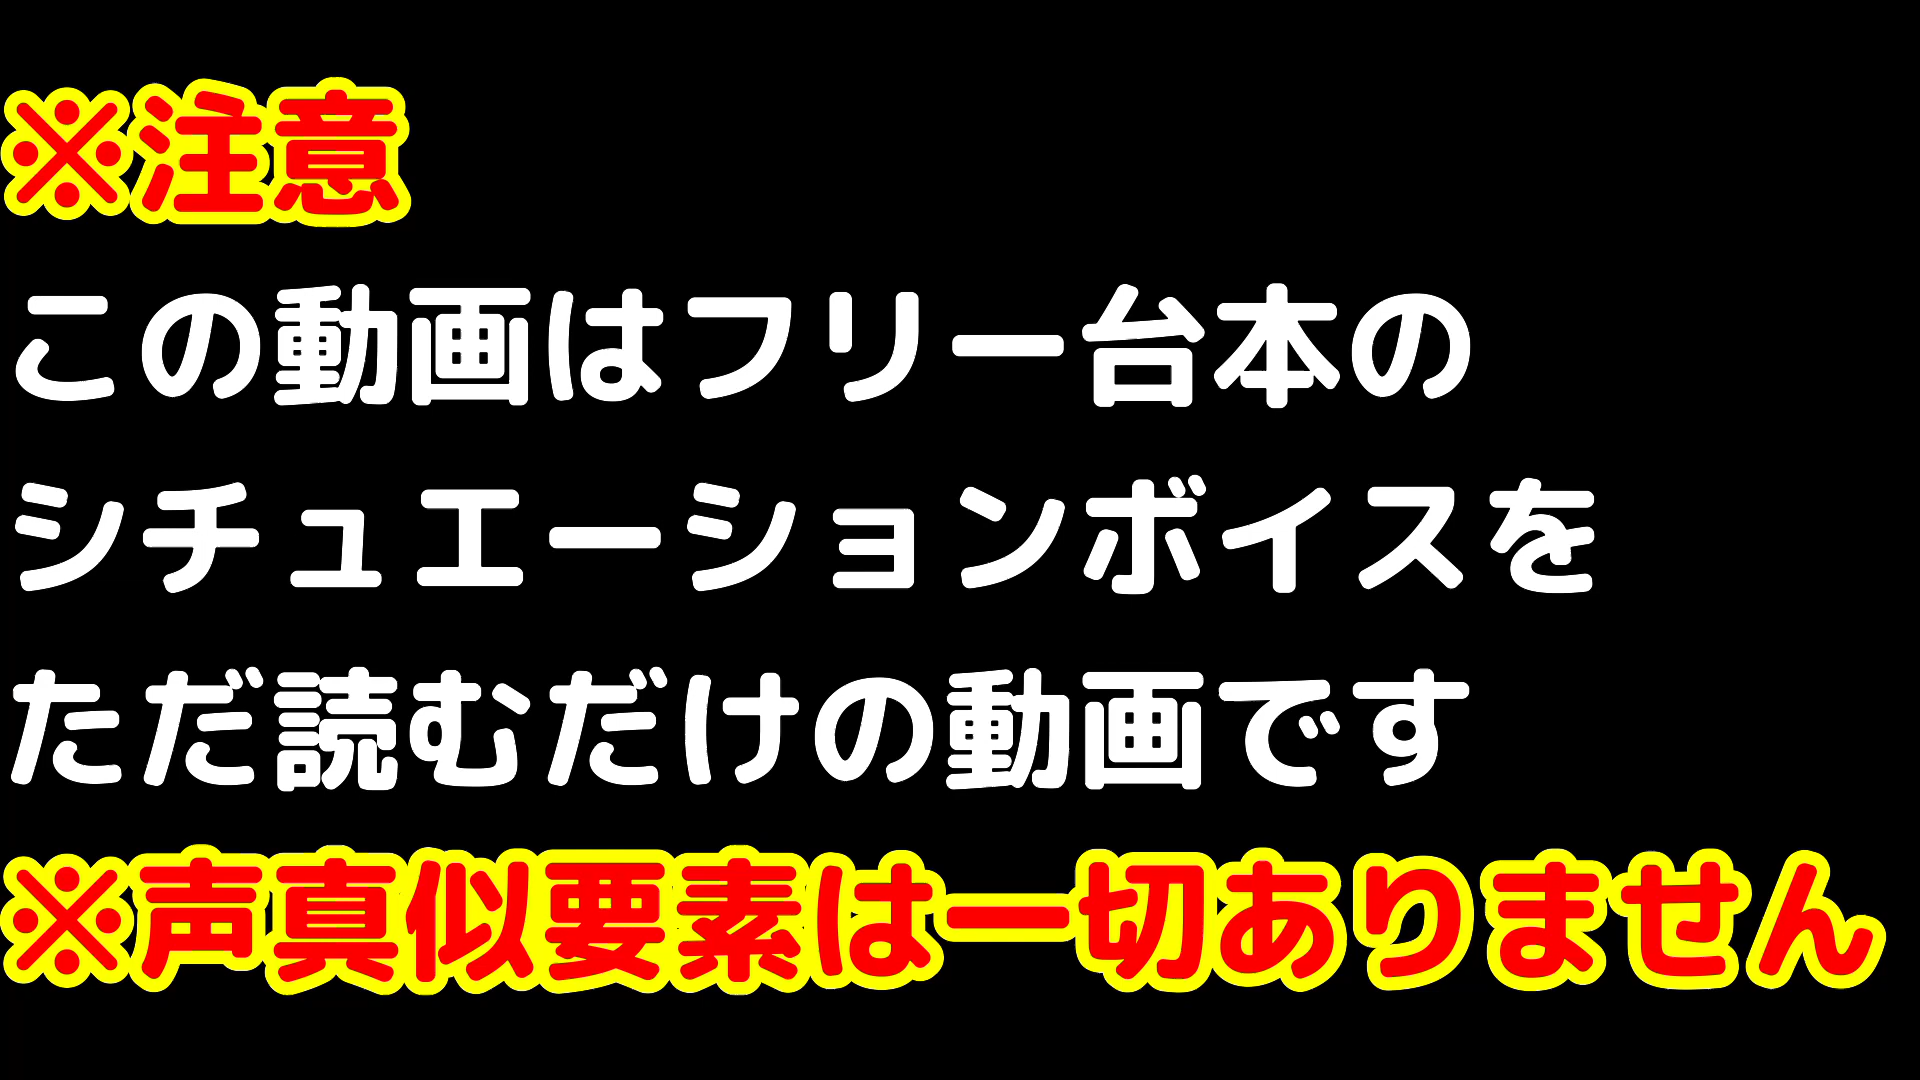 ※注意
この動画はフリー台本の
シチュエーションボイスを
ただ読むだけの動画です
※声真似要素は一切ありません